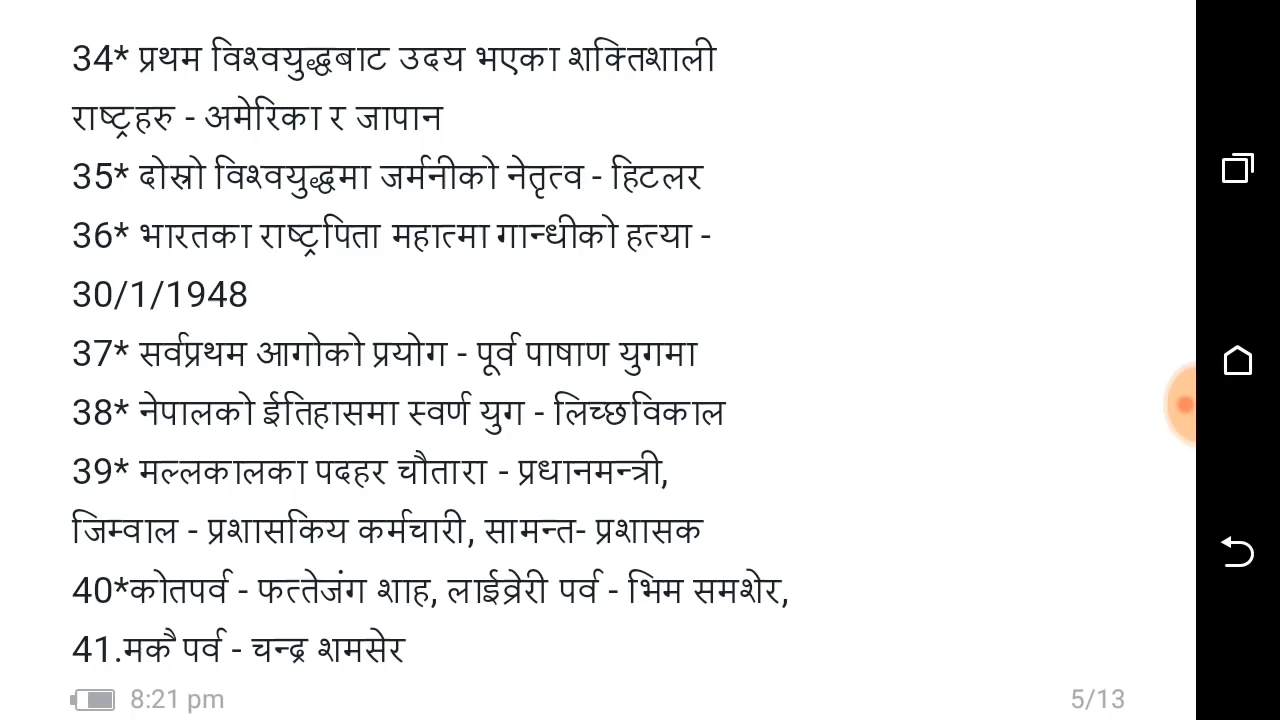 34* प्रथम विश्वयुद्धबाट उदय भएका शक्तिशाली
राष्ट्रहरु - अमेरिका र जापान
35* दोस्रो विश्वयुद्धमा जर्मनीको नेतृत्व - हिटलर
36* भारतका राष्ट्रपिता महात्मा गान्धीको हत्या -
30/1/1948
37* सर्वप्रथम आगोको प्रयोग - पूर्व पाषाण युगमा
38* नेपालको ईतिहासमा स्वर्ण युग - लिच्छविकाल
39* मल्लकालका पदहर चौतारा - प्रधानमन्त्री,
जिम्वाल - प्रशासकिय कर्मचारी, सामन्त- प्रशासक
40*कोतपर्व - फत्तेजंग शाह, लाईव्रेरी पर्व - भिम समशेर,
41.मकै पर्व - चन्द्र शमसेर
8:21 pm
5/13